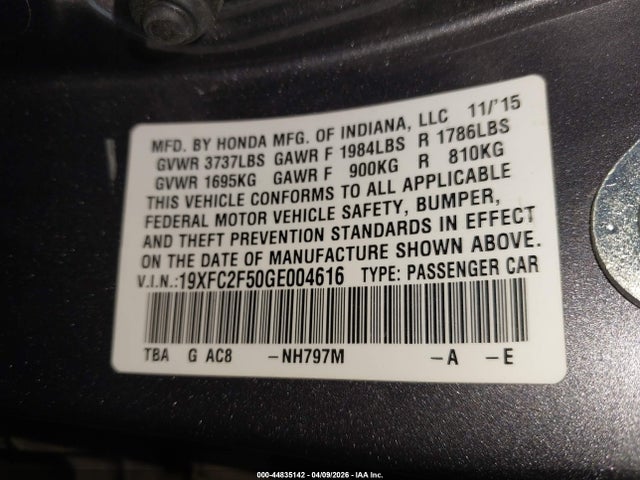 MFD. BY HONDA MFG. OF INDIANA, LLC 11/'15
GVWR 3737LBS GAWR F 1984LBS R 1786LBS
GVWR 1695KG GAWR F 900KG R 810KG
THIS VEHICLE CONFORMS TO ALL APPLICABLE
FEDERAL MOTOR VEHICLE SAFETY, BUMPER,
AND THEFT PREVENTION STANDARDS IN EFFECT
ON THE DATE OF MANUFACTURE SHOWN ABOVE.
V.I.N.:19XFC2F50GE004616 TYPE: PASSENGER CAR
TBA G AC8 -NH797M -A -E
000-44835142 - 04/09/2026 - IAA Inc.